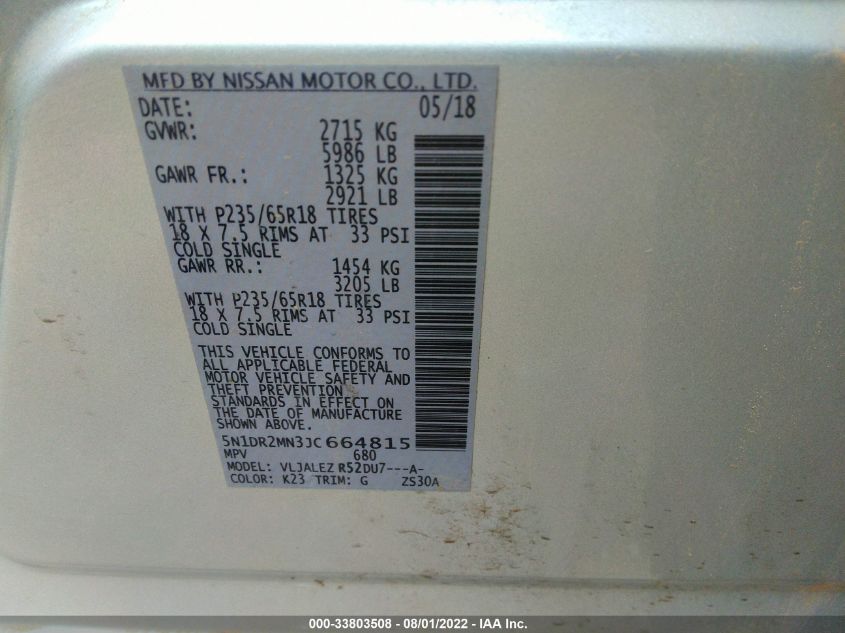 MFD BY NISSAN MOTOR CO., LTD.
DATE: 05/18
GVWR: 2715 KG
5986 LB
GAWR FR.: 1325 KG
2921 LB
WITH P235/65R18 TIRES
18 X 7.5 RIMS AT 33 PSI
COLD SINGLE
GAWR RR.: 1454 KG
3205 LB
WITH P235/65R18 TIRES
18 X 7.5 RIMS AT 33 PSI
COLD SINGLE
THIS VEHICLE CONFORMS TO
ALL APPLICABLE FEDERAL
MOTOR VEHICLE SAFETY AND
THEFT PREVENTION
STANDARDS IN EFFECT ON
THE DATE OF MANUFACTURE
SHOWN ABOVE.
5N1DR2MN3JC664815
MPV 680
MODEL: VLJALEZ R52DU7---A-
COLOR: K23 TRIM: G ZS30A
000-33803508 - 08/01/2022 - IAA Inc.